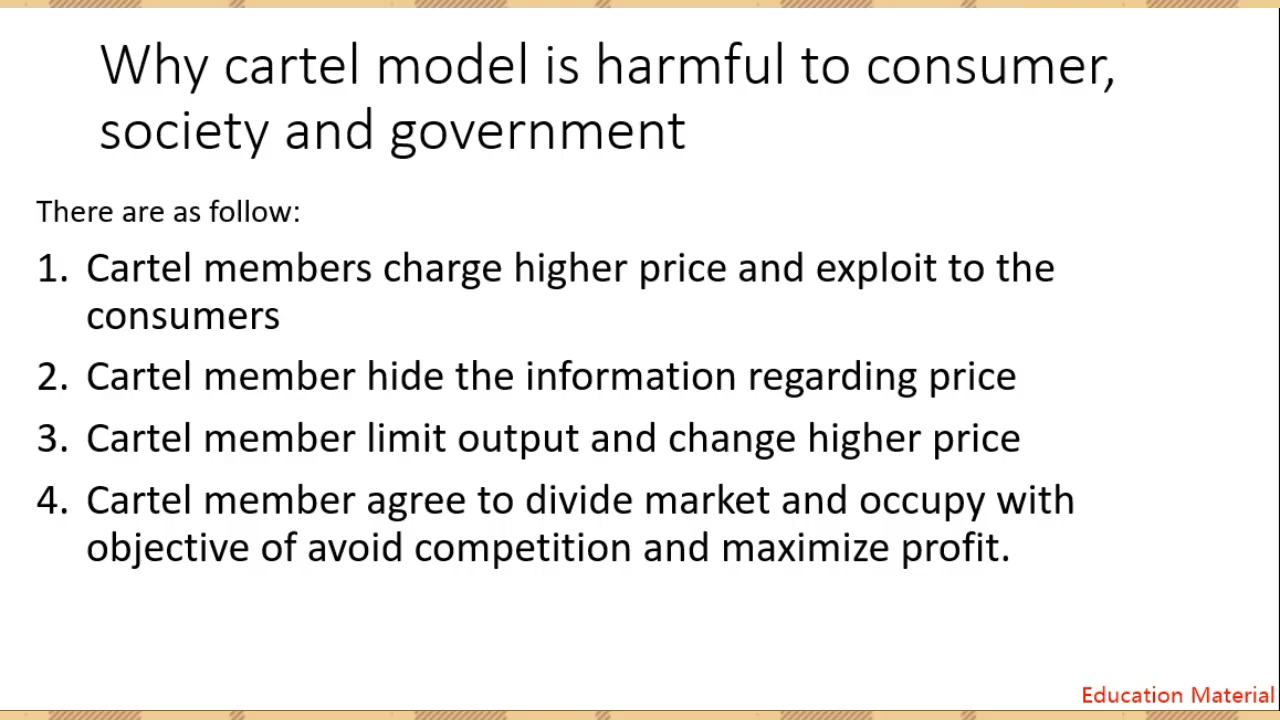 Why cartel model is harmful to consumer,
society and government
There are as follow:
1. Cartel members charge higher price and exploit to the
consumers
2. Cartel member hide the information regarding price
3. Cartel member limit output and change higher price
4. Cartel member agree to divide market and occupy with
objective of avoid competition and maximize profit.
Education Material